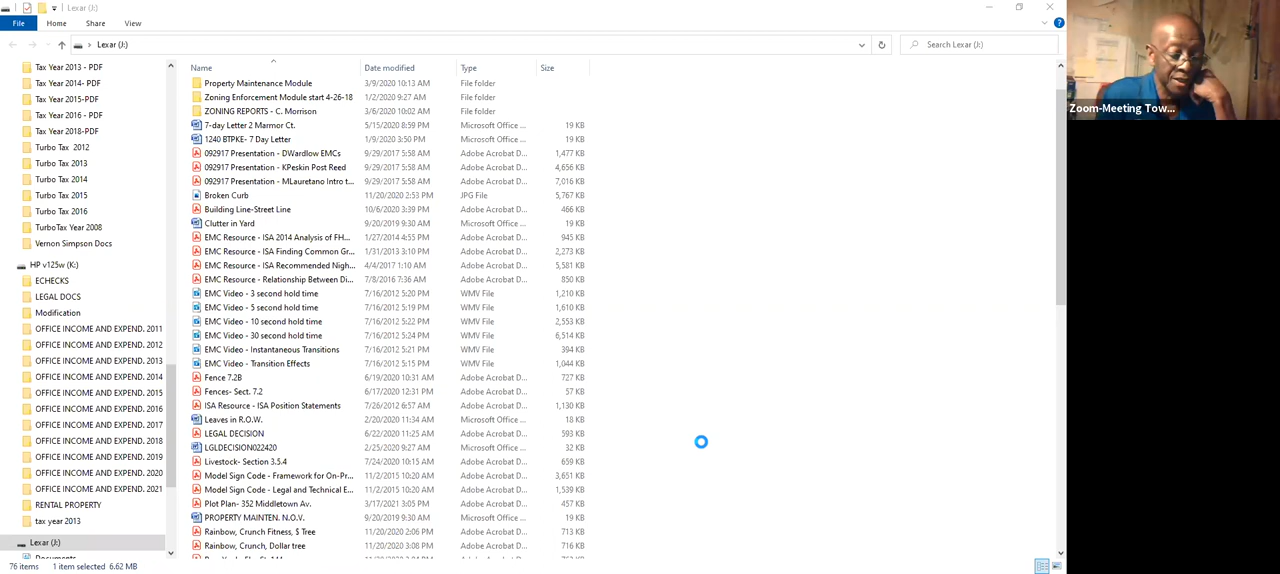 Lexar (J:)
File Home Share View
Lexar (J:) Search Lexar (J:)
Name Date modified Type Size
Tax Year 2013 - PDF
Tax Year 2014- PDF
Tax Year 2015-PDF
Tax Year 2016 - PDF
Tax Year 2018-PDF
Turbo Tax 2012
Turbo Tax 2013
Turbo Tax 2014
Turbo Tax 2015
Turbo Tax 2016
TurboTax Year 2008
Vernon Simpson Docs
HP v125w (K:)
ECHECKS
LEGAL DOCS
Modification
OFFICE INCOME AND EXPEND. 2011
OFFICE INCOME AND EXPEND. 2012
OFFICE INCOME AND EXPEND. 2013
OFFICE INCOME AND EXPEND. 2014
OFFICE INCOME AND EXPEND. 2015
OFFICE INCOME AND EXPEND. 2016
OFFICE INCOME AND EXPEND. 2017
OFFICE INCOME AND EXPEND. 2018
OFFICE INCOME AND EXPEND. 2019
OFFICE INCOME AND EXPEND. 2020
OFFICE INCOME AND EXPEND. 2021
RENTAL PROPERTY
tax year 2013
Lexar (J:)
Documents
Property Maintenance Module 3/9/2020 10:13 AM File folder
Zoning Enforcement Module start 4-26-18 1/2/2020 9:27 AM File folder
ZONING REPORTS - C. Morrison 3/6/2020 10:02 AM File folder
7-day Letter 2 Marmor Ct. 5/15/2020 8:59 PM Microsoft Office ... 19 KB
1240 BTPKE- 7 Day Letter 1/9/2020 3:50 PM Microsoft Office ... 19 KB
092917 Presentation - DWardlow EMCs 9/29/2017 5:58 AM Adobe Acrobat D... 1,477 KB
092917 Presentation - KPeskin Post Reed 9/29/2017 5:58 AM Adobe Acrobat D... 4,656 KB
092917 Presentation - MLauretano Intro t... 9/29/2017 5:58 AM Adobe Acrobat D... 7,016 KB
Broken Curb 11/20/2020 2:53 PM JPG File 5,767 KB
Building Line-Street Line 10/6/2020 3:39 PM Adobe Acrobat D... 466 KB
Clutter in Yard 9/20/2019 9:30 AM Microsoft Office ... 19 KB
EMC Resource - ISA 2014 Analysis of FH... 1/27/2014 4:55 PM Adobe Acrobat D... 945 KB
EMC Resource - ISA Finding Common Gr... 1/31/2013 3:10 PM Adobe Acrobat D... 2,273 KB
EMC Resource - ISA Recommended Nigh... 4/4/2017 1:10 AM Adobe Acrobat D... 5,581 KB
EMC Resource - Relationship Between Di... 7/8/2016 7:36 AM Adobe Acrobat D... 850 KB
EMC Video - 3 second hold time 7/16/2012 5:20 PM WMV File 1,210 KB
EMC Video - 5 second hold time 7/16/2012 5:19 PM WMV File 1,610 KB
EMC Video - 10 second hold time 7/16/2012 5:22 PM WMV File 2,553 KB
EMC Video - 30 second hold time 7/16/2012 5:24 PM WMV File 6,514 KB
EMC Video - Instantaneous Transitions 7/16/2012 5:21 PM WMV File 394 KB
EMC Video - Transition Effects 7/16/2012 5:15 PM WMV File 1,044 KB
Fence 7.2B 6/19/2020 10:31 AM Adobe Acrobat D... 727 KB
Fences- Sect. 7.2 6/17/2020 12:31 PM Adobe Acrobat D... 57 KB
ISA Resource - ISA Position Statements 7/26/2012 6:57 AM Adobe Acrobat D... 1,130 KB
Leaves in R.O.W. 2/20/2020 11:34 AM Microsoft Office ... 18 KB
LEGAL DECISION 6/22/2020 11:25 AM Adobe Acrobat D... 593 KB
LGLDECISION022420 2/25/2020 9:27 AM Microsoft Office ... 32 KB
Livestock- Section 3.5.4 7/24/2020 10:15 AM Adobe Acrobat D... 659 KB
Model Sign Code - Framework for On-Pr... 11/2/2015 10:20 AM Adobe Acrobat D... 3,651 KB
Model Sign Code - Legal and Technical E... 11/2/2015 10:20 AM Adobe Acrobat D... 1,539 KB
Plot Plan- 352 Middletown Av. 3/17/2021 3:05 PM Adobe Acrobat D... 457 KB
PROPERTY MAINTEN. N.O.V. 9/20/2019 9:30 AM Microsoft Office ... 19 KB
Rainbow, Crunch Fitness, $ Tree 11/20/2020 2:06 PM Adobe Acrobat D... 713 KB
Rainbow, Crunch, Dollar tree 11/20/2020 3:08 PM Adobe Acrobat D... 716 KB
76 items 1 item selected 6.62 MB
Zoom-Meeting Tow...